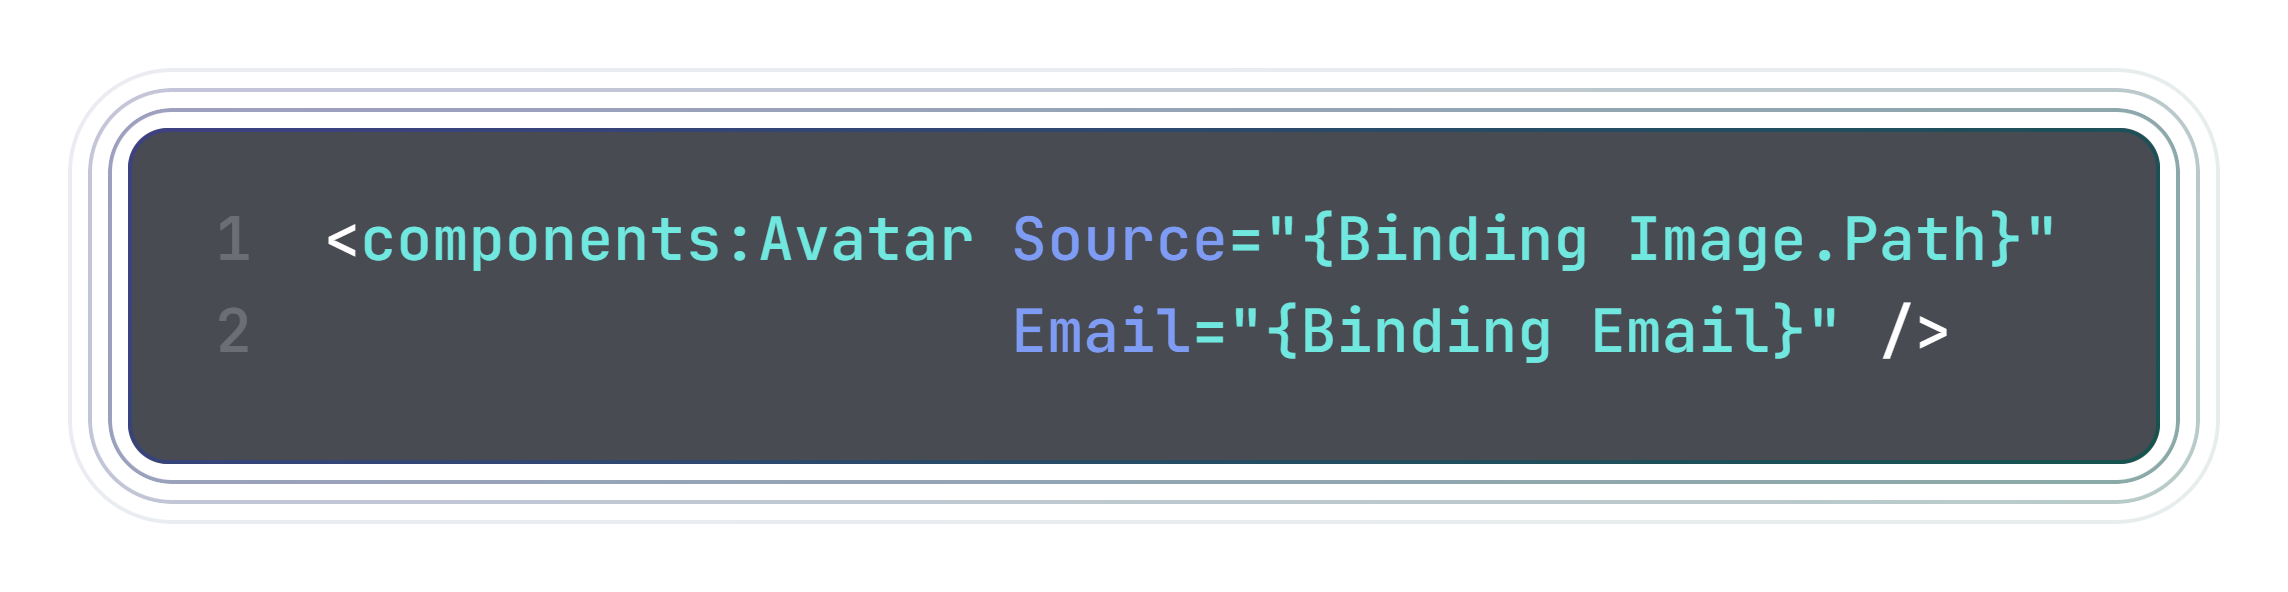 1 <components:Avatar Source="{Binding Image.Path}"
2 Email="{Binding Email}" />